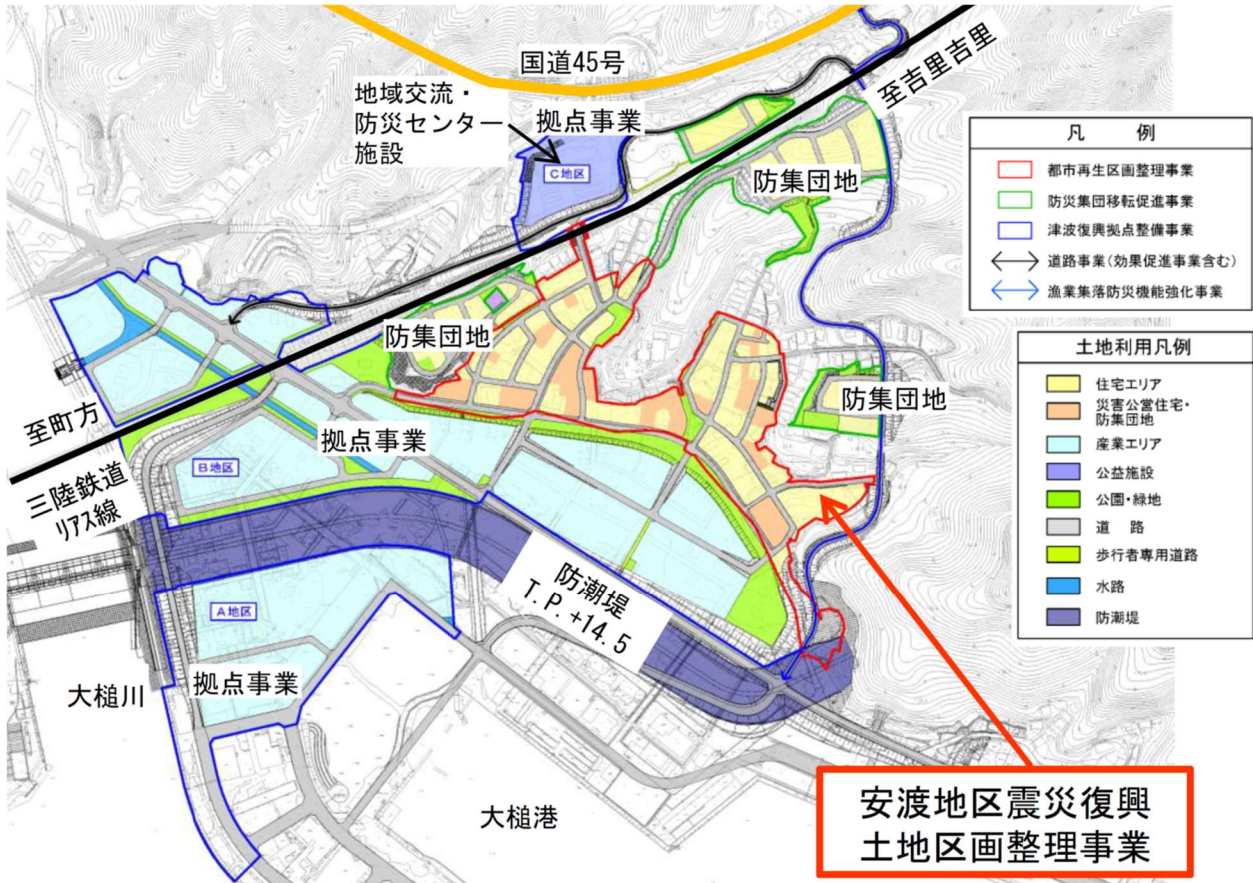 国道45号
至吉里吉里
地域交流・
防災センター
施設
拠点事業
C地区
防集団地
防集団地
防集団地
至町方
三陸鉄道
リアス線
拠点事業
B地区
防潮堤
T.P.+14.5
A地区
拠点事業
大槌川
大槌港
安渡地区震災復興
土地区画整理事業
凡　例
都市再生区画整理事業
防災集団移転促進事業
津波復興拠点整備事業
道路事業(効果促進事業含む)
漁業集落防災機能強化事業
土地利用凡例
住宅エリア
災害公営住宅・
防集団地
産業エリア
公益施設
公園・緑地
道　路
歩行者専用道路
水路
防潮堤